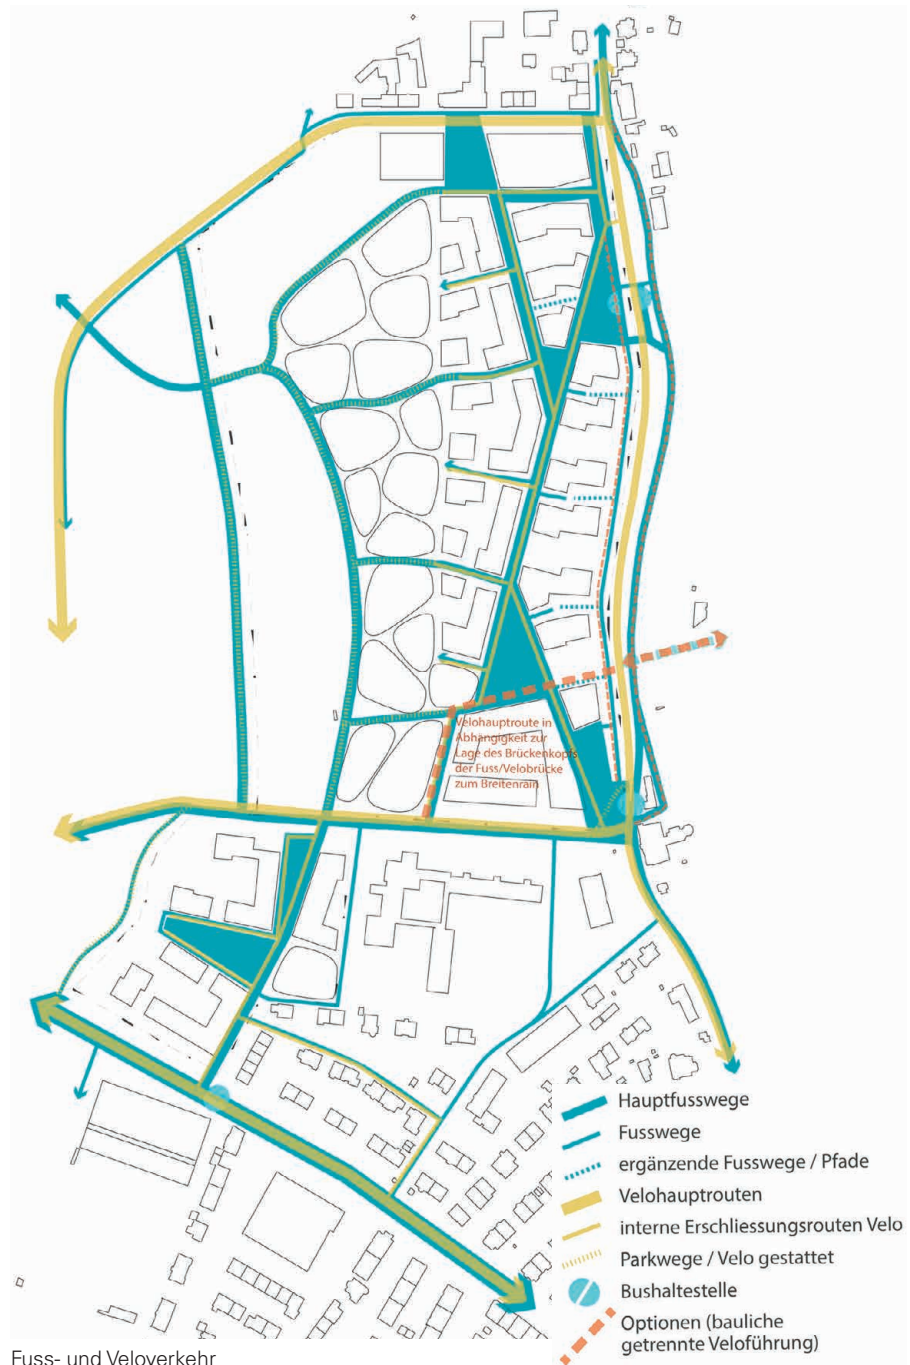 Velohauptroute in
Abhängigkeit zur
Lage des Brückenkopfs
der Fuss/Velobrücke
zum Breitenrain
Hauptfusswege
Fusswege
ergänzende Fusswege / Pfade
Velohauptrouten
interne Erschliessungsrouten Velo
Parkwege / Velo gestattet
Bushaltestelle
Optionen (bauliche
getrennte Veloführung)
Fuss- und Veloverkehr